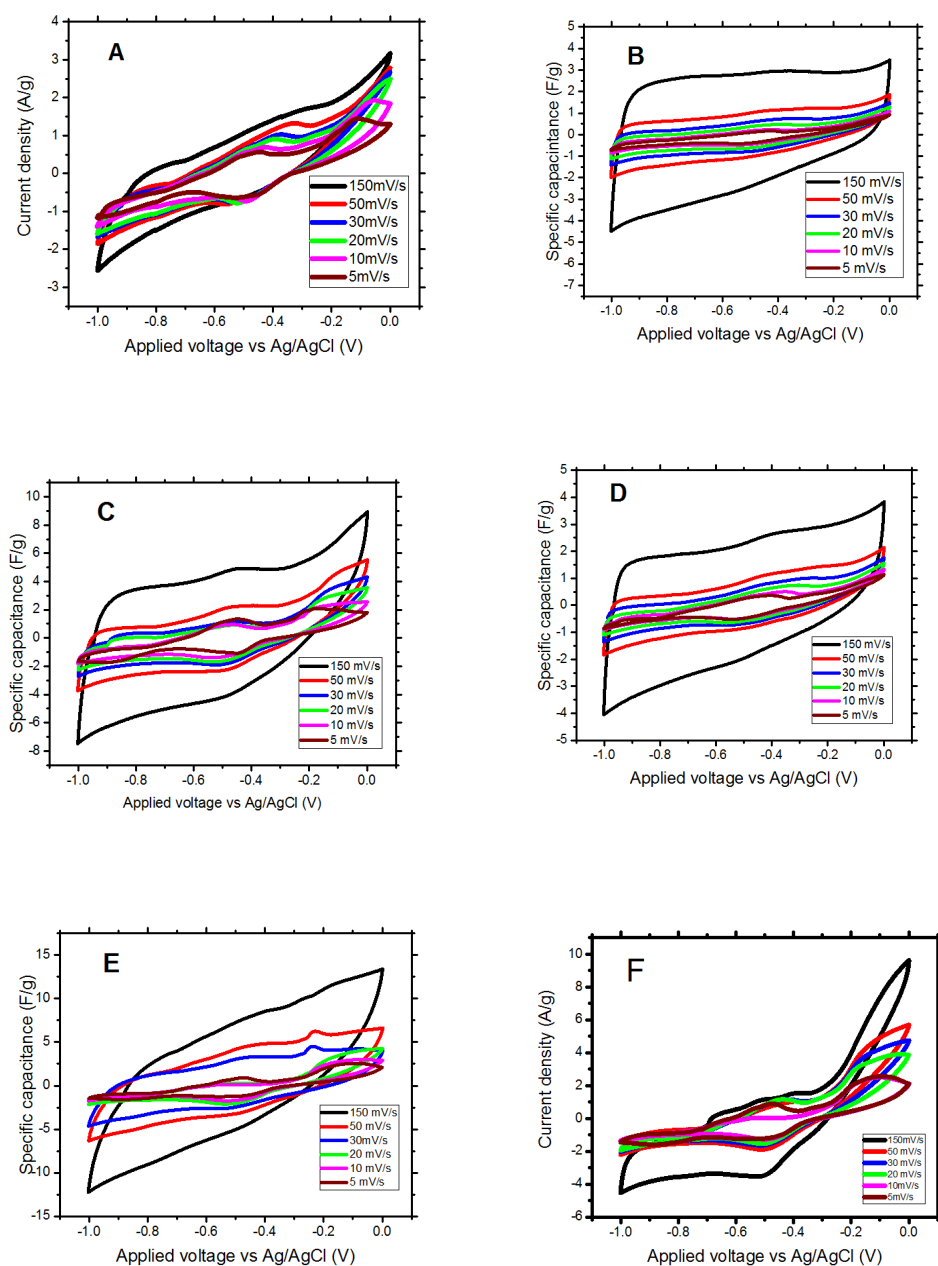 A
Current density (A/g)
4
3
2
1
0
-1
-2
-3
150mV/s
50mV/s
30mV/s
20mV/s
10mV/s
5mV/s
-1.0 -0.8 -0.6 -0.4 -0.2 0.0
Applied voltage vs Ag/AgCl (V)
B
Specific capacintance (F/g)
5
4
3
2
1
0
-1
-2
-3
-4
-5
-6
-7
150 mV/s
50 mV/s
30 mV/s
20 mV/s
10 mV/s
5 mV/s
-1.0 -0.8 -0.6 -0.4 -0.2 0.0
Applied voltage vs Ag/AgCl (V)
C
Specific capacitance (F/g)
10
8
6
4
2
0
-2
-4
-6
-8
150 mV/s
50 mV/s
30 mV/s
20 mV/s
10 mV/s
5 mV/s
-1.0 -0.8 -0.6 -0.4 -0.2 0.0
Applied voltage vs Ag/AgCl (V)
D
Specific capacitance (F/g)
5
4
3
2
1
0
-1
-2
-3
-4
-5
150 mV/s
50 mV/s
30 mV/s
20 mV/s
10 mV/s
5 mV/s
-1.0 -0.8 -0.6 -0.4 -0.2 0.0
Applied voltage vs Ag/AgCl (V)
E
Specific capacitance (F/g)
15
10
5
0
-5
-10
-15
150 mV/s
50 mV/s
30mV/s
20 mV/s
10 mV/s
5 mV/s
-1.0 -0.8 -0.6 -0.4 -0.2 0.0
Applied voltage vs Ag/AgCl (V)
F
Current density (A/g)
10
8
6
4
2
0
-2
-4
-6
150mV/s
50 mV/s
30 mV/s
20 mV/s
10mV/s
5mV/s
-1.0 -0.8 -0.6 -0.4 -0.2 0.0
Applied voltage vs Ag/AgCl (V)